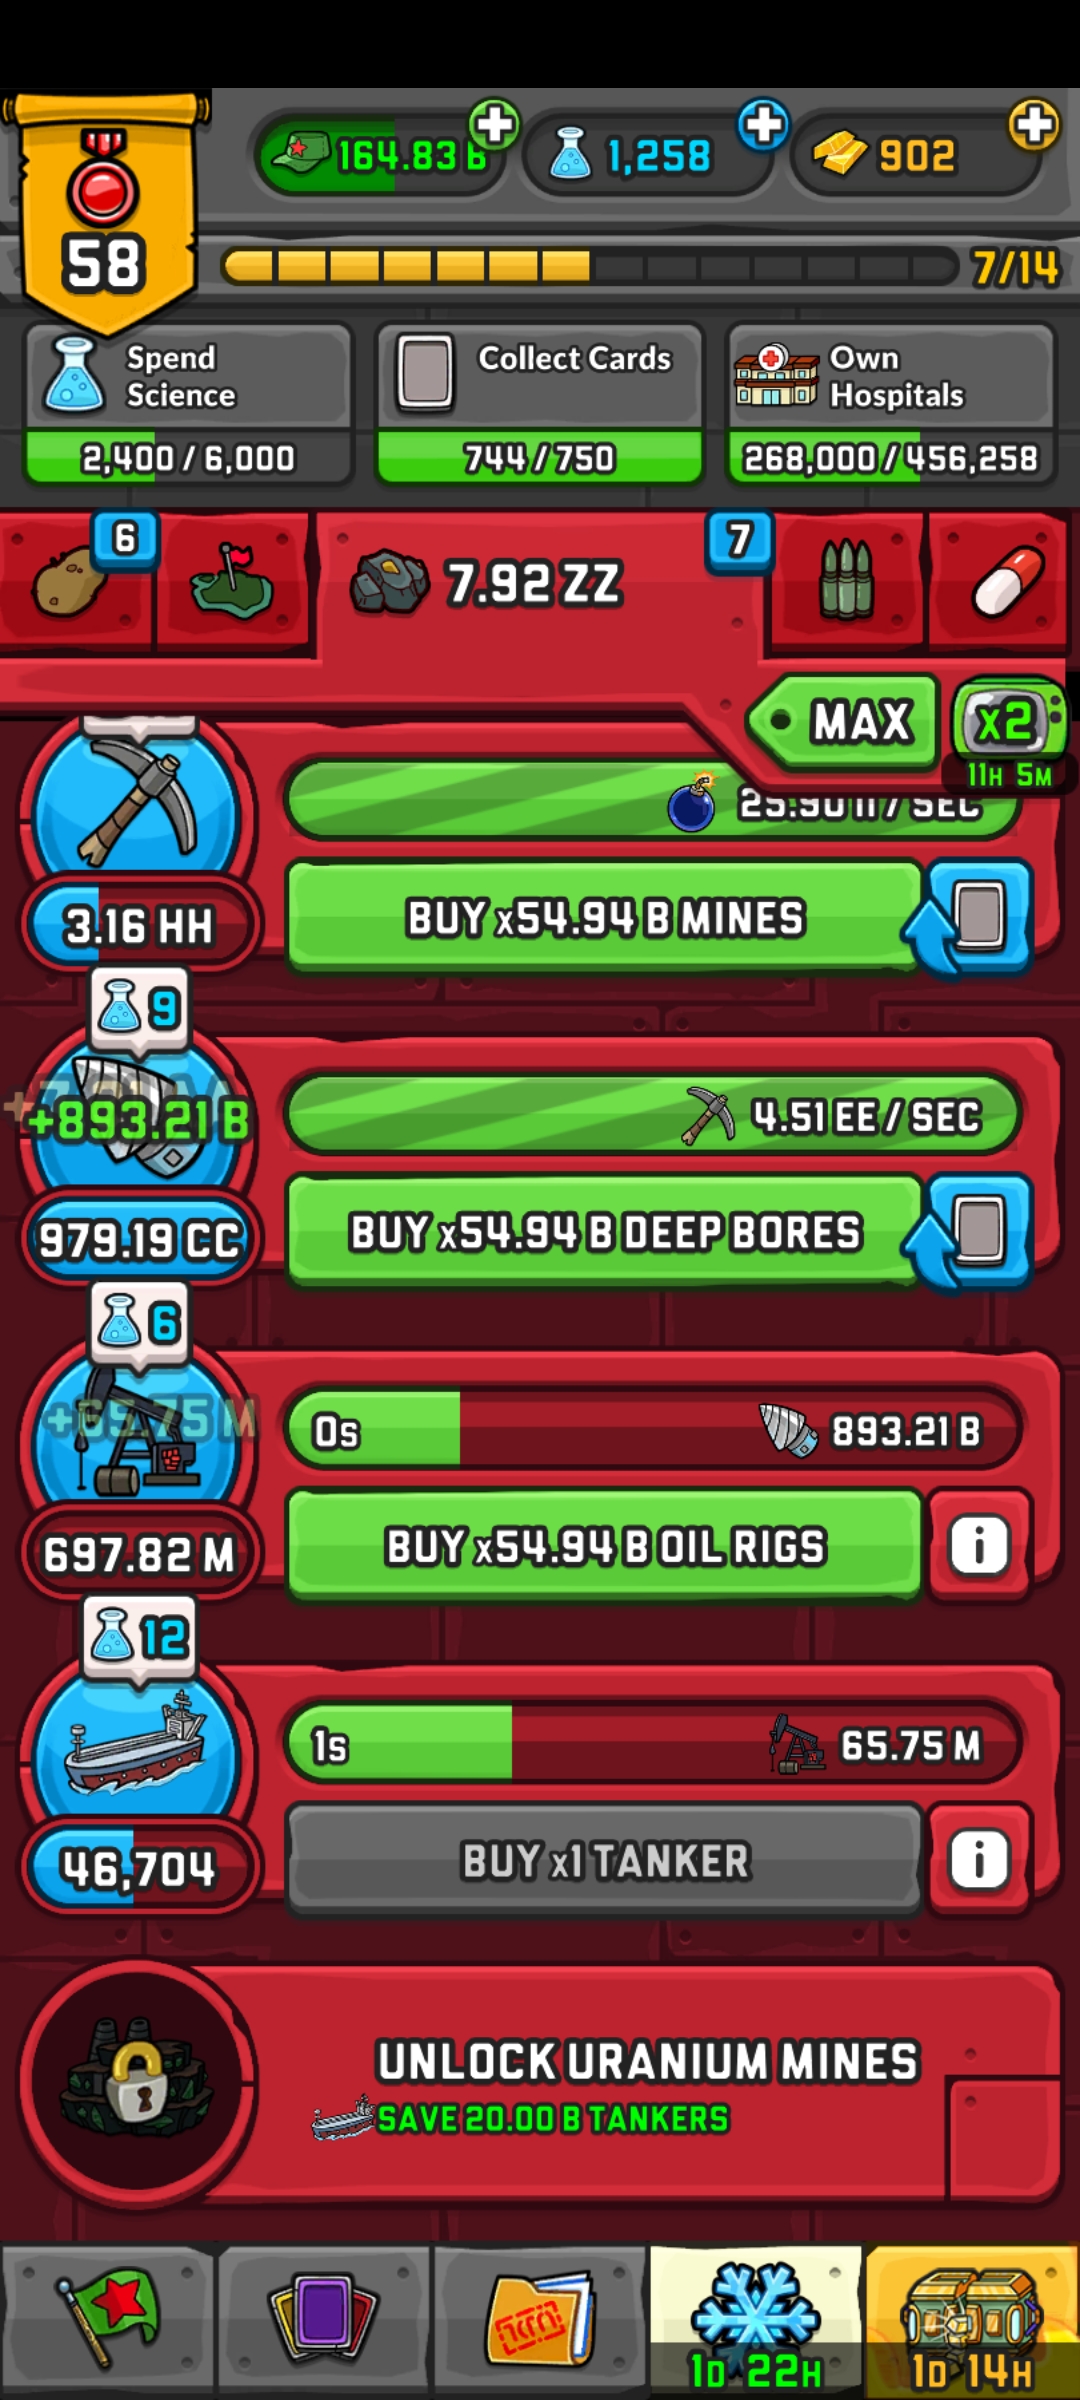 164.83 B
1,258
902
58
7/14
Spend
Science
2,400 / 6,000
Collect Cards
744 / 750
Own
Hospitals
268,000 / 456,258
6
7.92 ZZ
7
MAX
x2
11H 5M
/ SEC
3.16 HH
BUY x54.94 B MINES
9
+893.21 B
4.51 EE / SEC
979.19 CC
BUY x54.94 B DEEP BORES
6
+65.75 M
0s
893.21 B
697.82 M
BUY x54.94 B OIL RIGS
i
12
1s
65.75 M
46,704
BUY x1 TANKER
i
UNLOCK URANIUM MINES
SAVE 20.00 B TANKERS
1D 22H
1D 14H